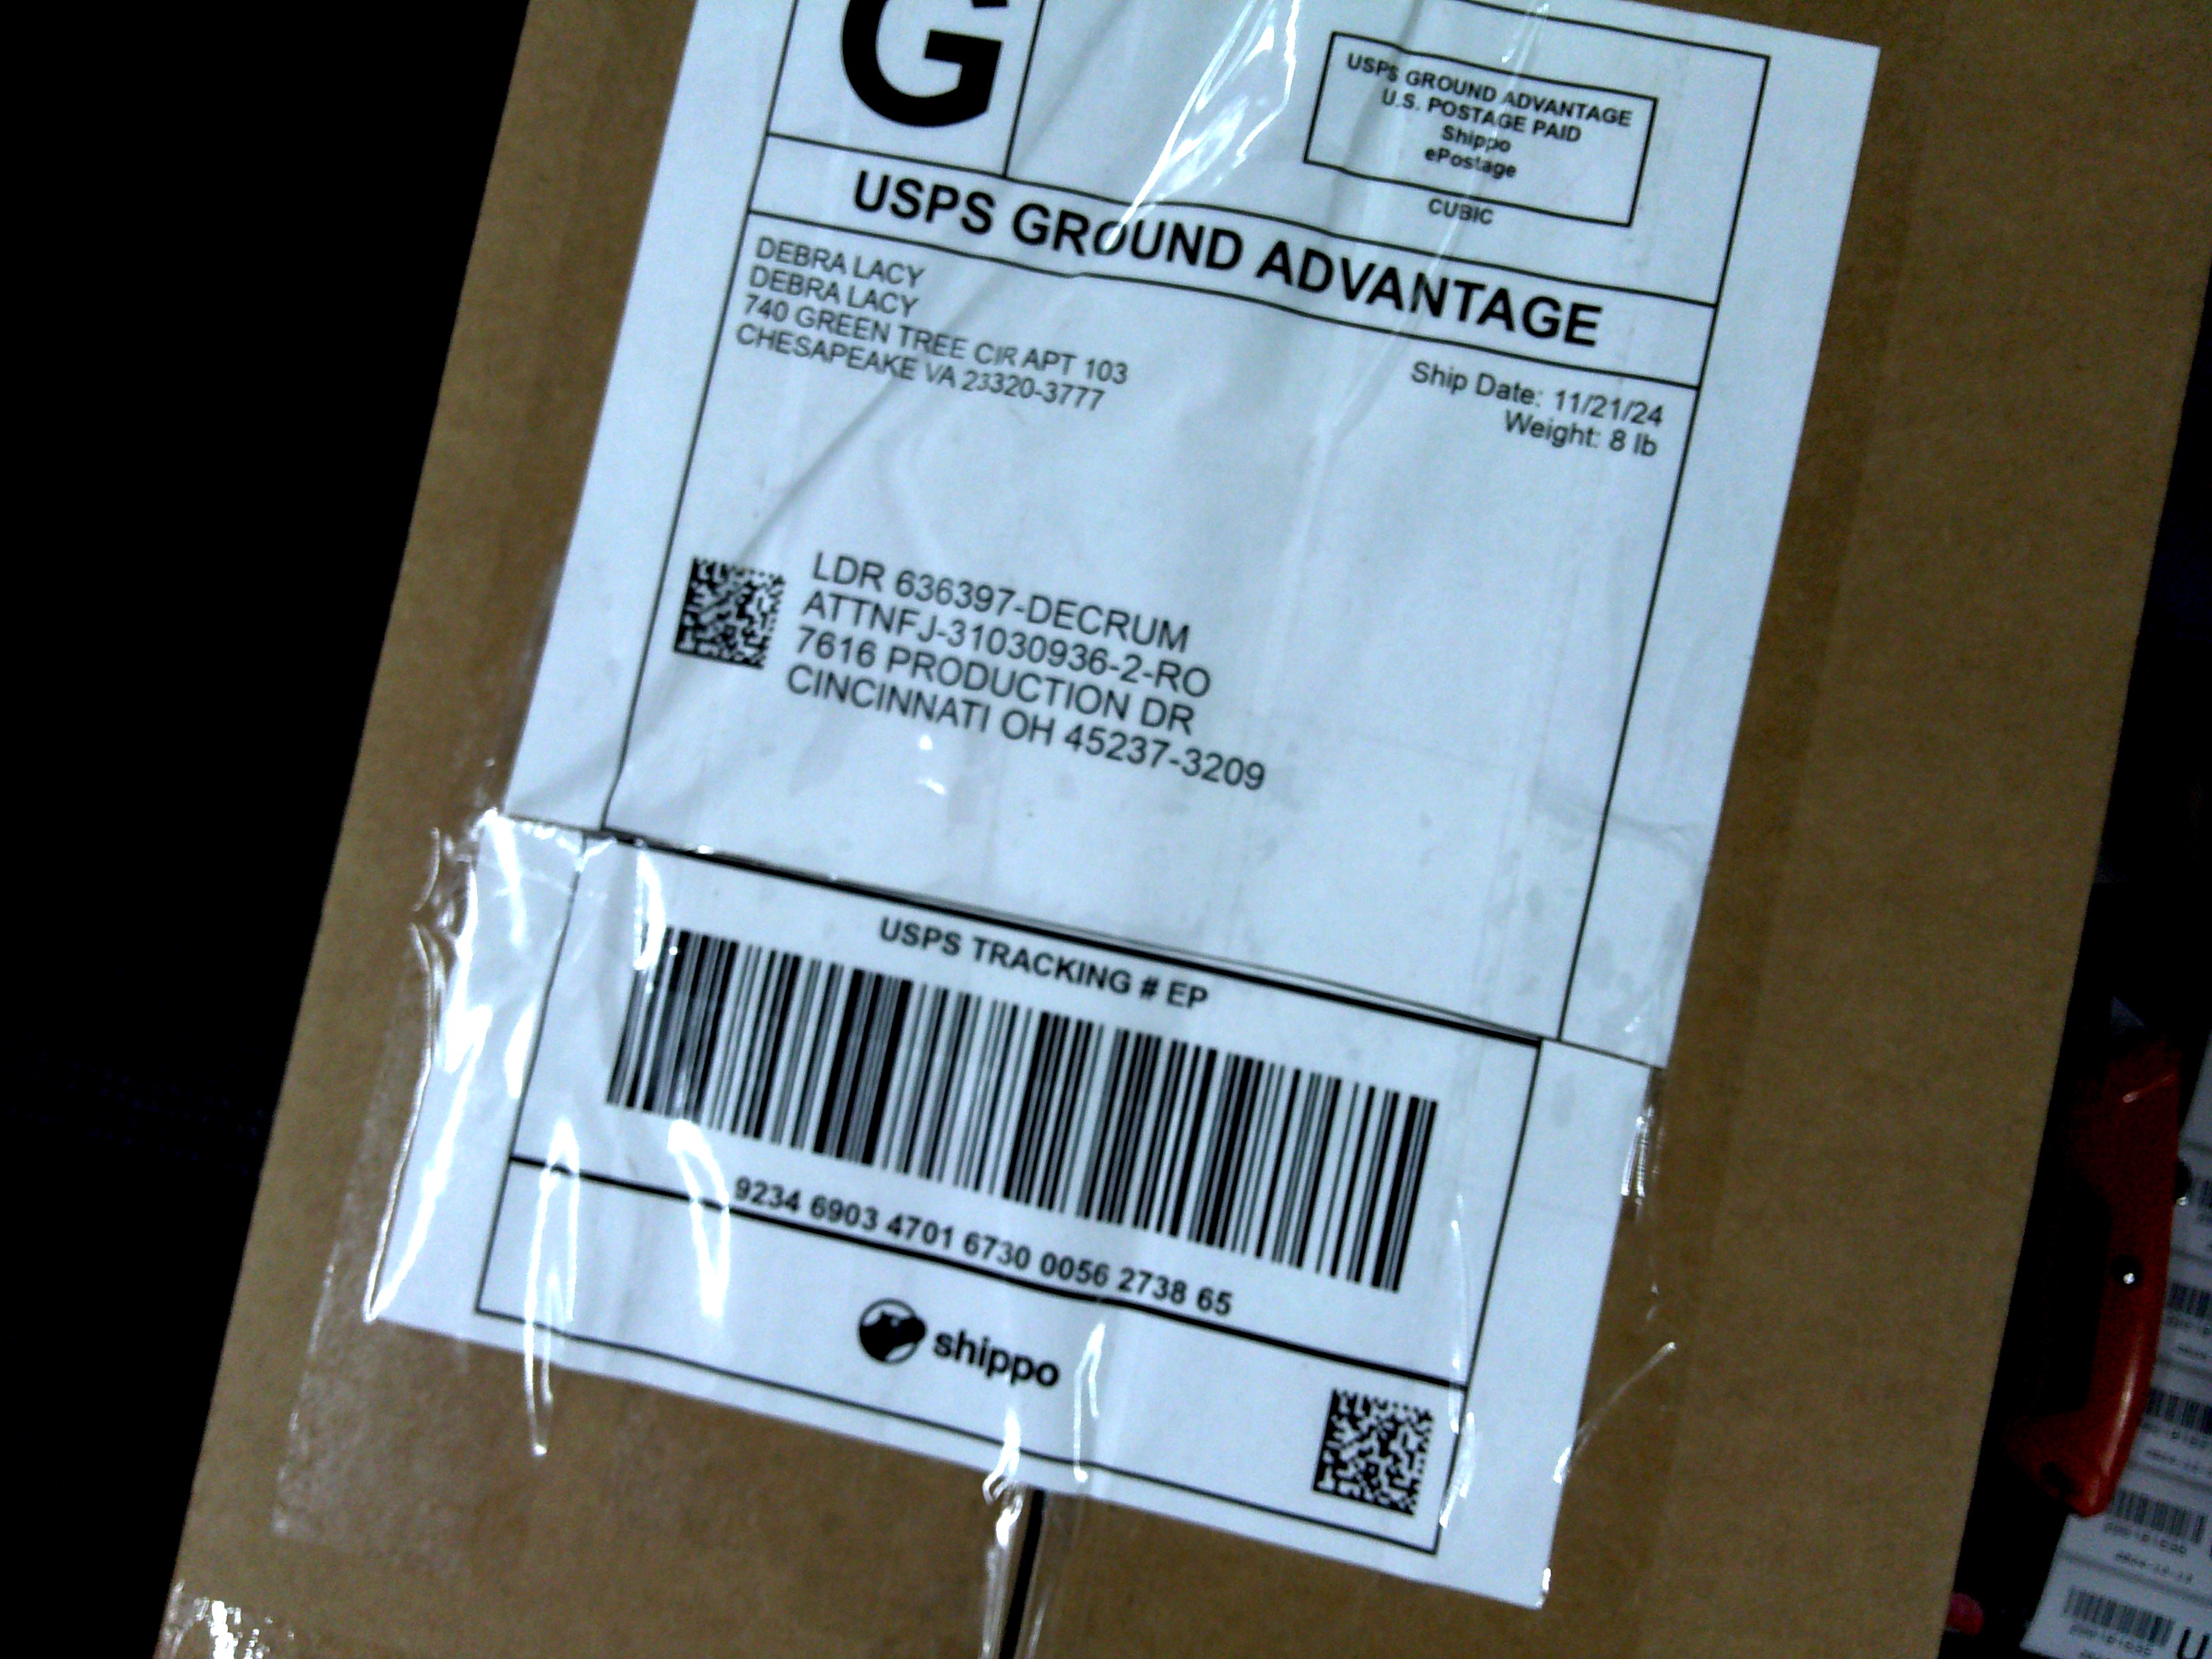 G
USPS GROUND ADVANTAGE
U.S. POSTAGE PAID
Shippo
ePostage
CUBIC
USPS GROUND ADVANTAGE
DEBRA LACY
DEBRA LACY
740 GREEN TREE CIR APT 103
CHESAPEAKE VA 23320-3777
Ship Date: 11/21/24
Weight: 8 lb
LDR 636397-DECRUM
ATTNFJ-31030936-2-RO
7616 PRODUCTION DR
CINCINNATI OH 45237-3209
USPS TRACKING # EP
9234 6903 4701 6730 0056 2738 65
shippo